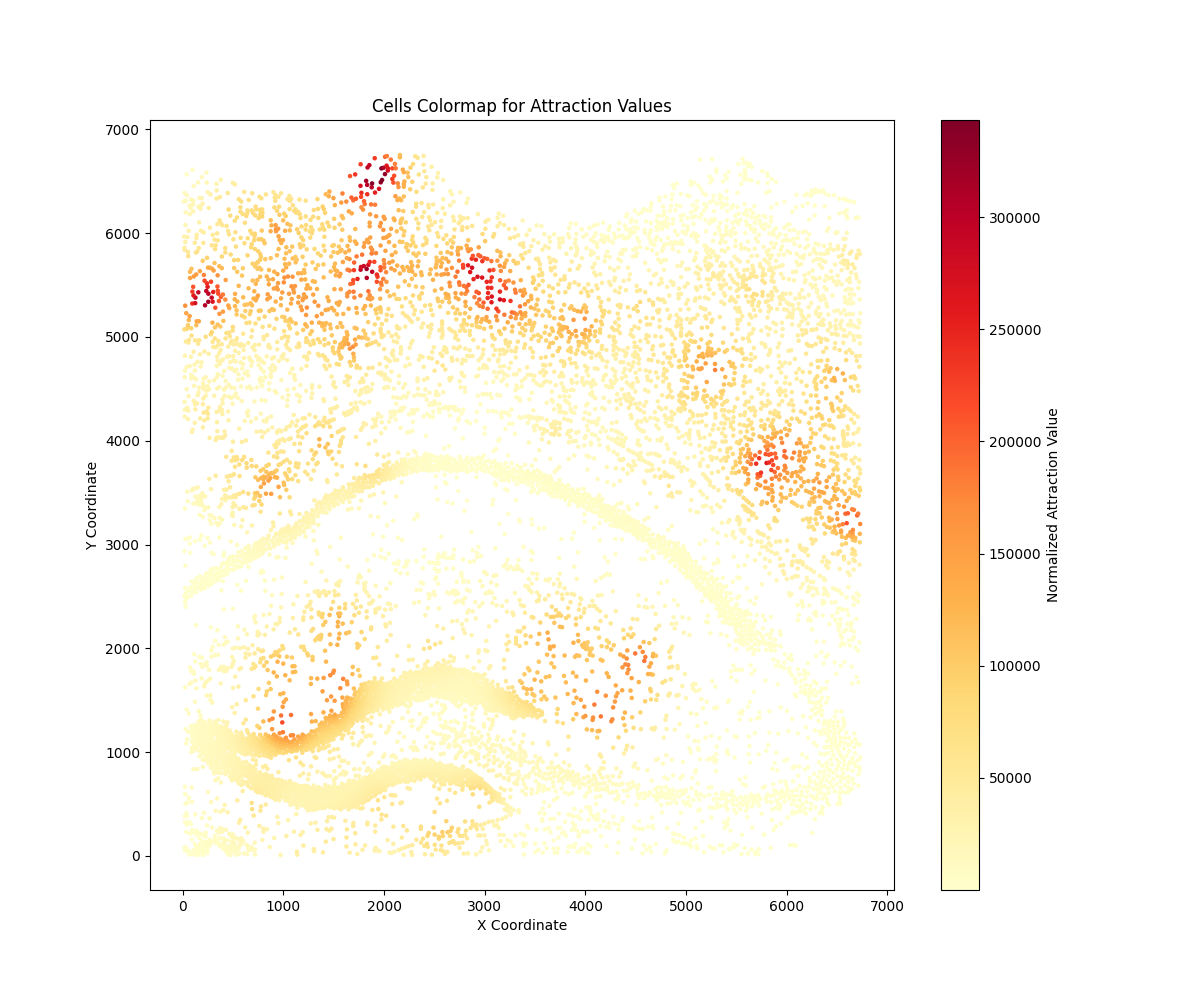 Cells Colormap for Attraction Values
7000
6000
5000
4000
3000
2000
1000
0
Y Coordinate
0 1000 2000 3000 4000 5000 6000 7000
X Coordinate
300000
250000
200000
150000
100000
50000
Normalized Attraction Value